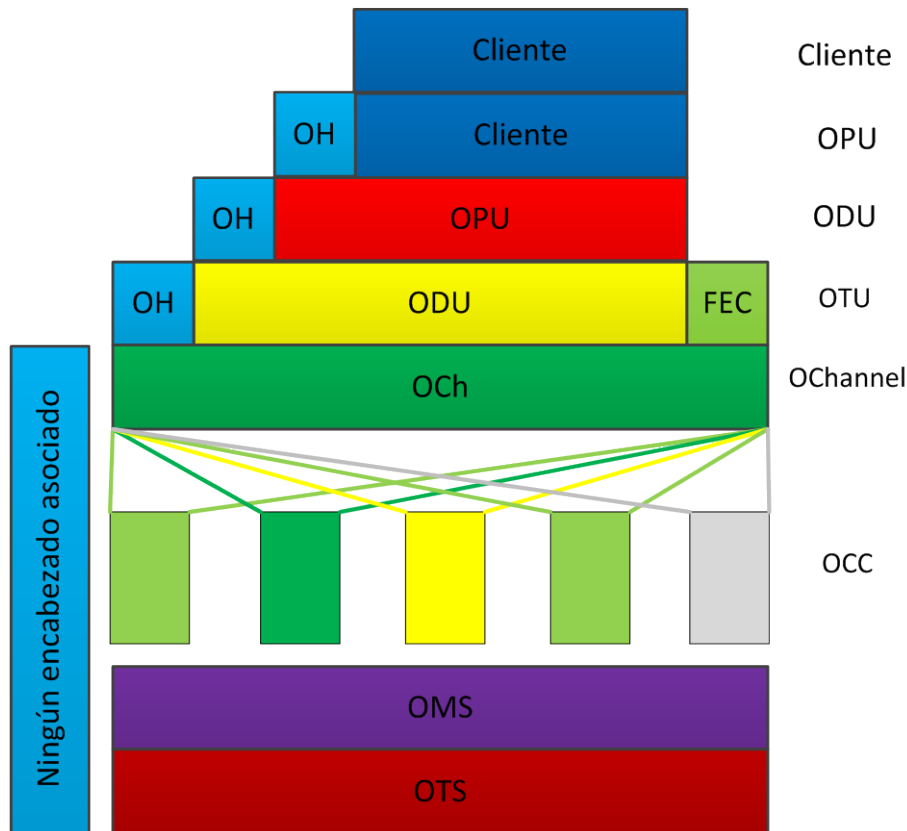 Cliente
Cliente
OH
Cliente
OPU
OH
OPU
ODU
OH
ODU
FEC
OTU
OCh
OChannel
Ningún encabezado asociado
OCC
OMS
OTS